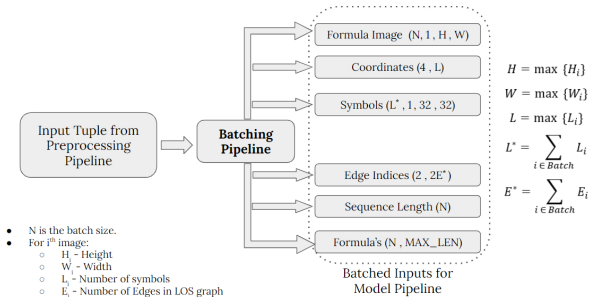 Formula Image (N, 1 , H , W)
Coordinates (4 , L)
Symbols (L* , 1, 32 , 32)
Input Tuple from
Preprocessing
Pipeline
Batching
Pipeline
Edge Indices (2 , 2E*)
Sequence Length (N)
Formula's (N , MAX_LEN)
Batched Inputs for
Model Pipeline
H = max {Hᵢ}
W = max {Wᵢ}
L = max {Lᵢ}
L* = ∑ Lᵢ
i ∈ Batch
E* = ∑ Eᵢ
i ∈ Batch
● N is the batch size.
● For iᵗʰ image:
○ Hᵢ - Height
○ Wᵢ - Width
○ Lᵢ - Number of symbols
○ Eᵢ - Number of Edges in LOS graph